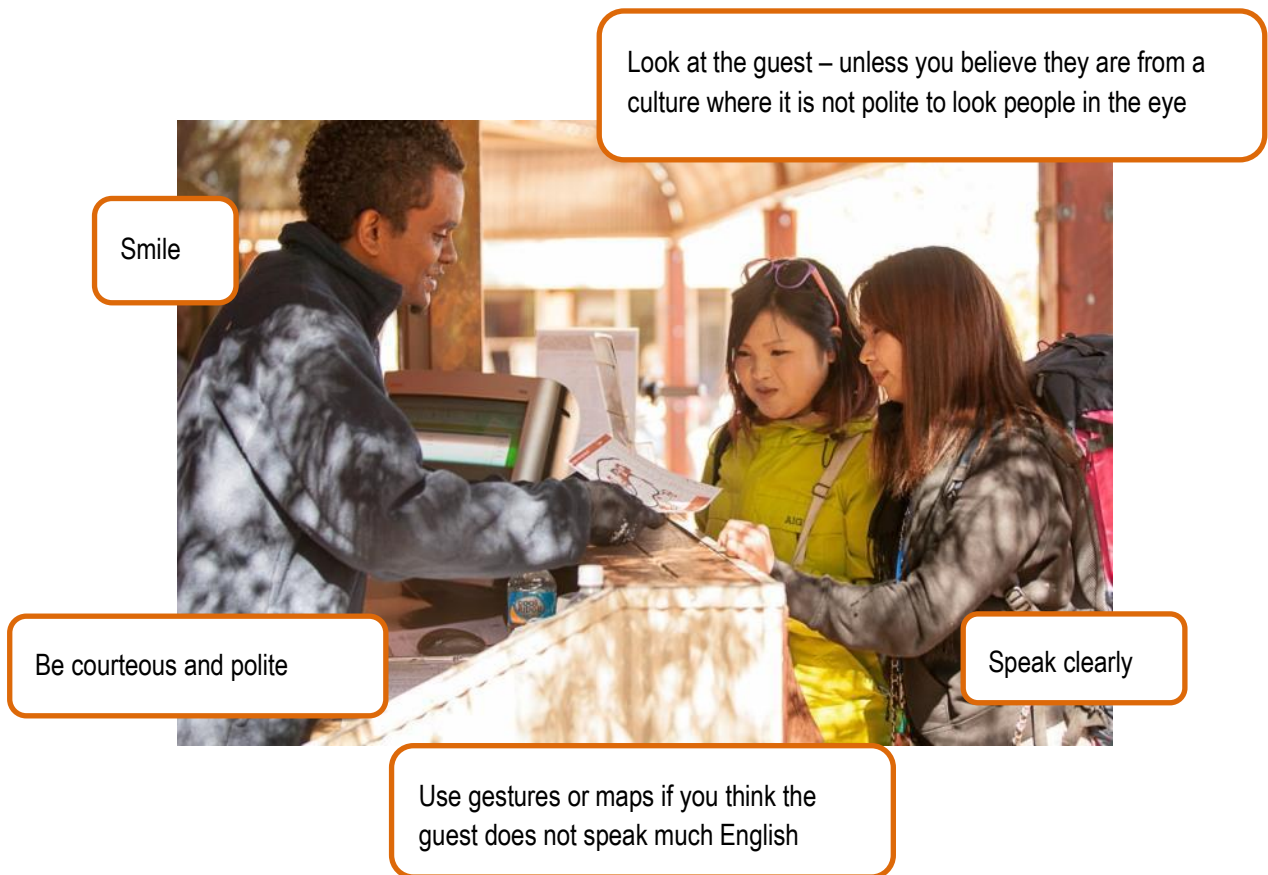 Look at the guest – unless you believe they are from a
culture where it is not polite to look people in the eye
Smile
Be courteous and polite
Speak clearly
Use gestures or maps if you think the
guest does not speak much English